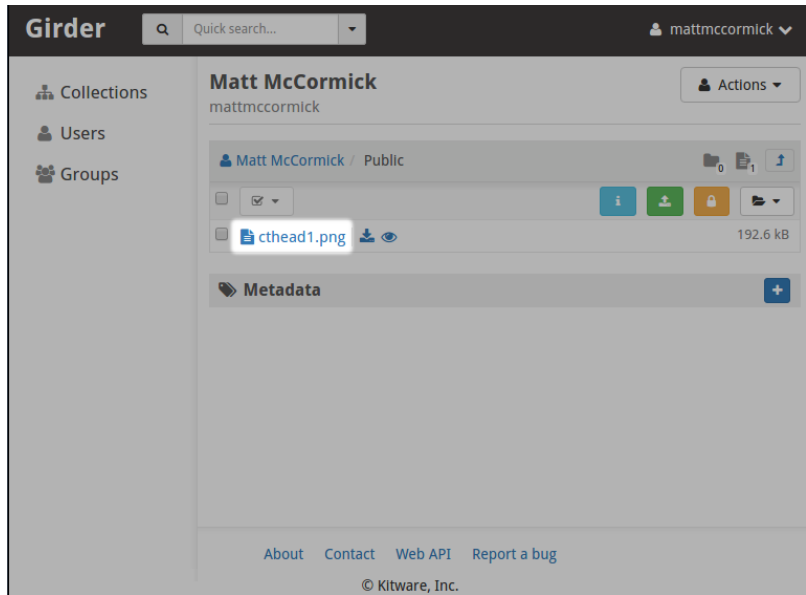 Girder
Quick search...
mattmccormick
Collections
Users
Groups
Matt McCormick
mattmccormick
Actions
Matt McCormick / Public
0
1
i
cthead1.png
192.6 kB
Metadata
About Contact Web API Report a bug
© Kitware, Inc.